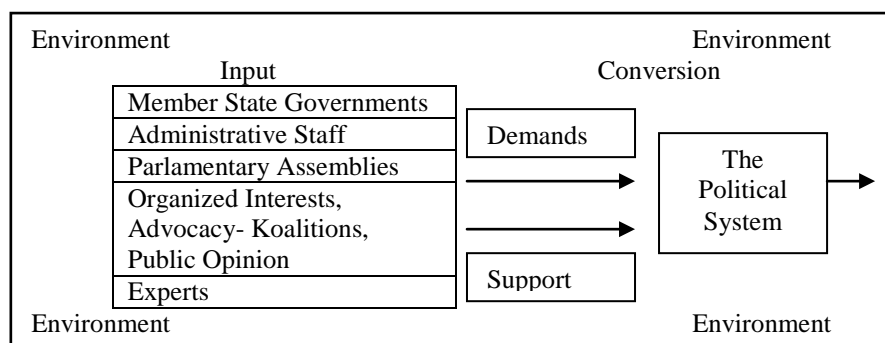 Environment Environment
Input Conversion
Member State Governments
Administrative Staff
Parlamentary Assemblies
Organized Interests,
Advocacy- Koalitions,
Public Opinion
Experts
Demands
Support
The
Political
System
Environment Environment